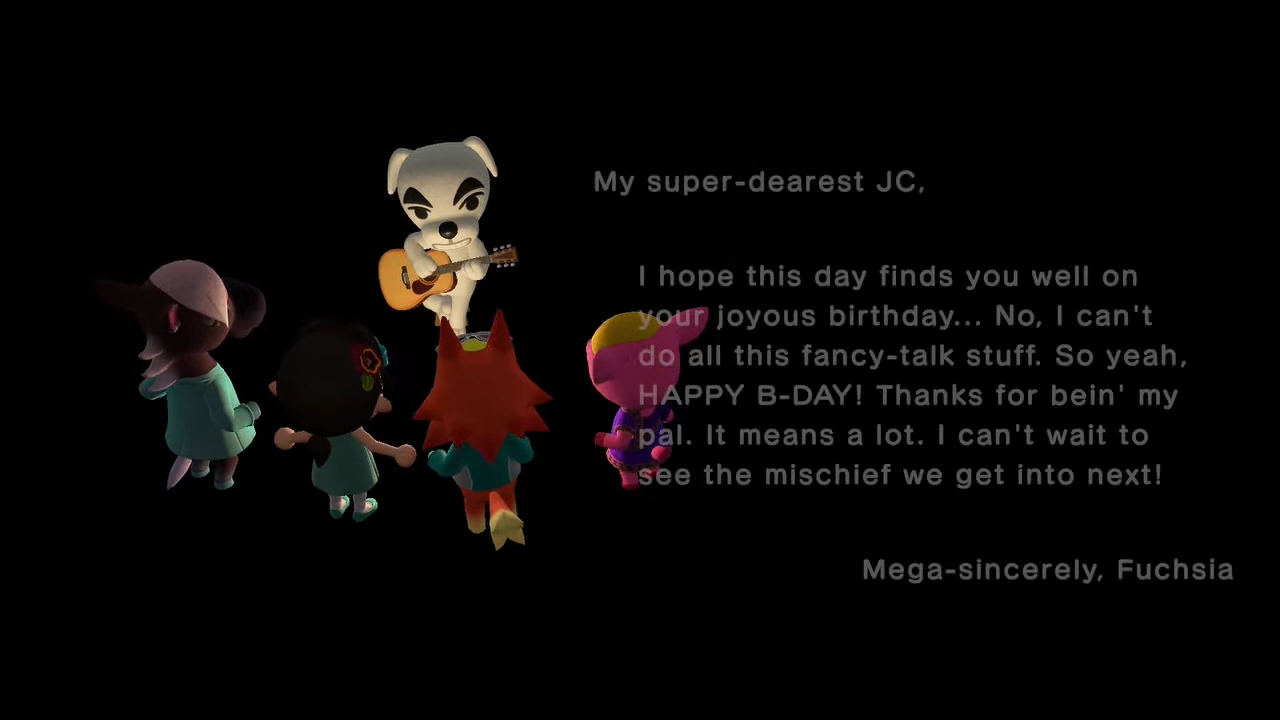 My super-dearest JC,
I hope this day finds you well on
your joyous birthday... No, I can't
do all this fancy-talk stuff. So yeah,
HAPPY B-DAY! Thanks for bein' my
pal. It means a lot. I can't wait to
see the mischief we get into next!
Mega-sincerely, Fuchsia